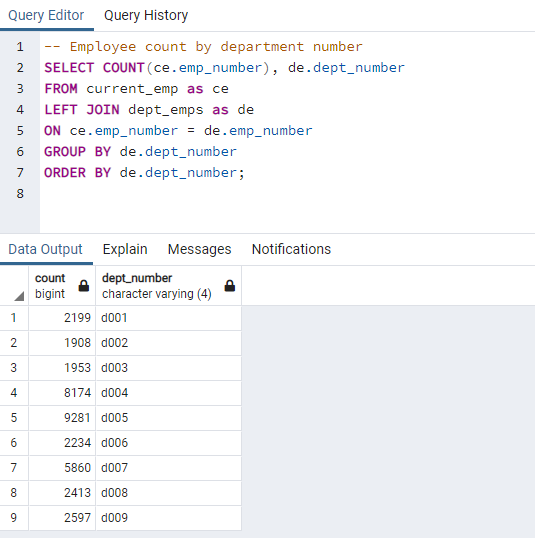 Query Editor Query History
1 -- Employee count by department number
2 SELECT COUNT(ce.emp_number), de.dept_number
3 FROM current_emp as ce
4 LEFT JOIN dept_emps as de
5 ON ce.emp_number = de.emp_number
6 GROUP BY de.dept_number
7 ORDER BY de.dept_number;
8
Data Output Explain Messages Notifications
count dept_number
bigint character varying (4)
1 2199 d001
2 1908 d002
3 1953 d003
4 8174 d004
5 9281 d005
6 2234 d006
7 5860 d007
8 2413 d008
9 2597 d009